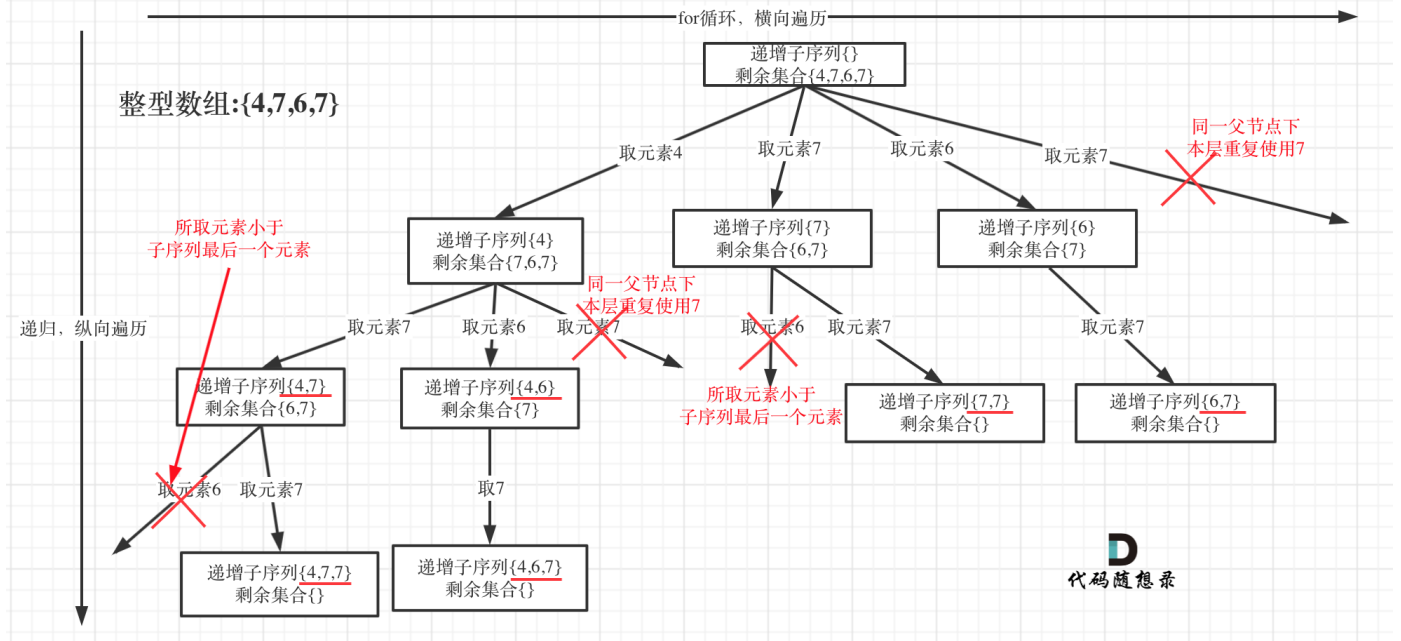 for循环，横向遍历
递增子序列{}
剩余集合{4,7,6,7}
整型数组:{4,7,6,7}
同一父节点下
本层重复使用7
取元素4
取元素7
取元素6
取元素7
所取元素小于
子序列最后一个元素
递增子序列{4}
剩余集合{7,6,7}
递增子序列{7}
剩余集合{6,7}
递增子序列{6}
剩余集合{7}
同一父节点下
本层重复使用7
递归，纵向遍历
取元素7
取元素6
取元素7
取元素6
取元素7
取元素7
递增子序列{4,7}
剩余集合{6,7}
递增子序列{4,6}
剩余集合{7}
所取元素小于
子序列最后一个元素
递增子序列{7,7}
剩余集合{}
递增子序列{6,7}
剩余集合{}
取元素6
取元素7
取7
递增子序列{4,7,7}
剩余集合{}
递增子序列{4,6,7}
剩余集合{}
代码随想录